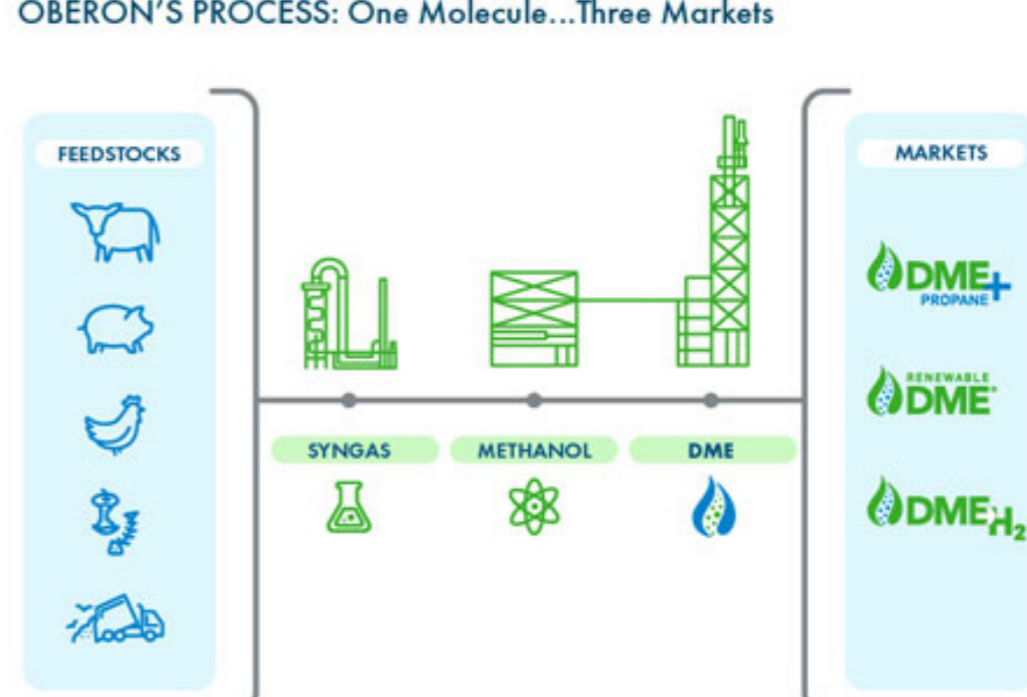 OBERON'S PROCESS: One Molecule...Three Markets
FEEDSTOCKS
SYNGAS
METHANOL
DME
MARKETS
DME+
PROPANE
RENEWABLE
DME®
DMEH₂